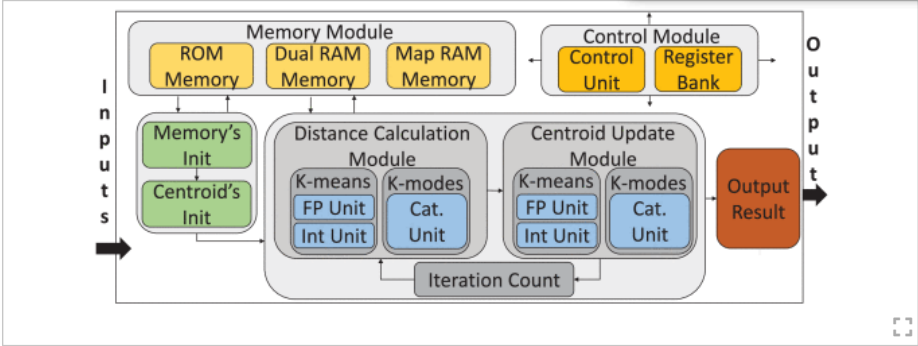 Memory Module
ROM
Memory
Dual RAM
Memory
Map RAM
Memory
Control Module
Control
Unit
Register
Bank
Inputs
Output
Memory's
Init
Centroid's
Init
Distance Calculation
Module
K-means
FP Unit
Int Unit
K-modes
Cat.
Unit
Centroid Update
Module
K-means
FP Unit
Int Unit
K-modes
Cat.
Unit
Iteration Count
Output
Result